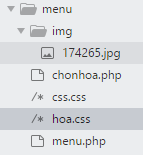 menu
img
174265.jpg
chonhoa.php
/* css.css
/* hoa.css
menu.php